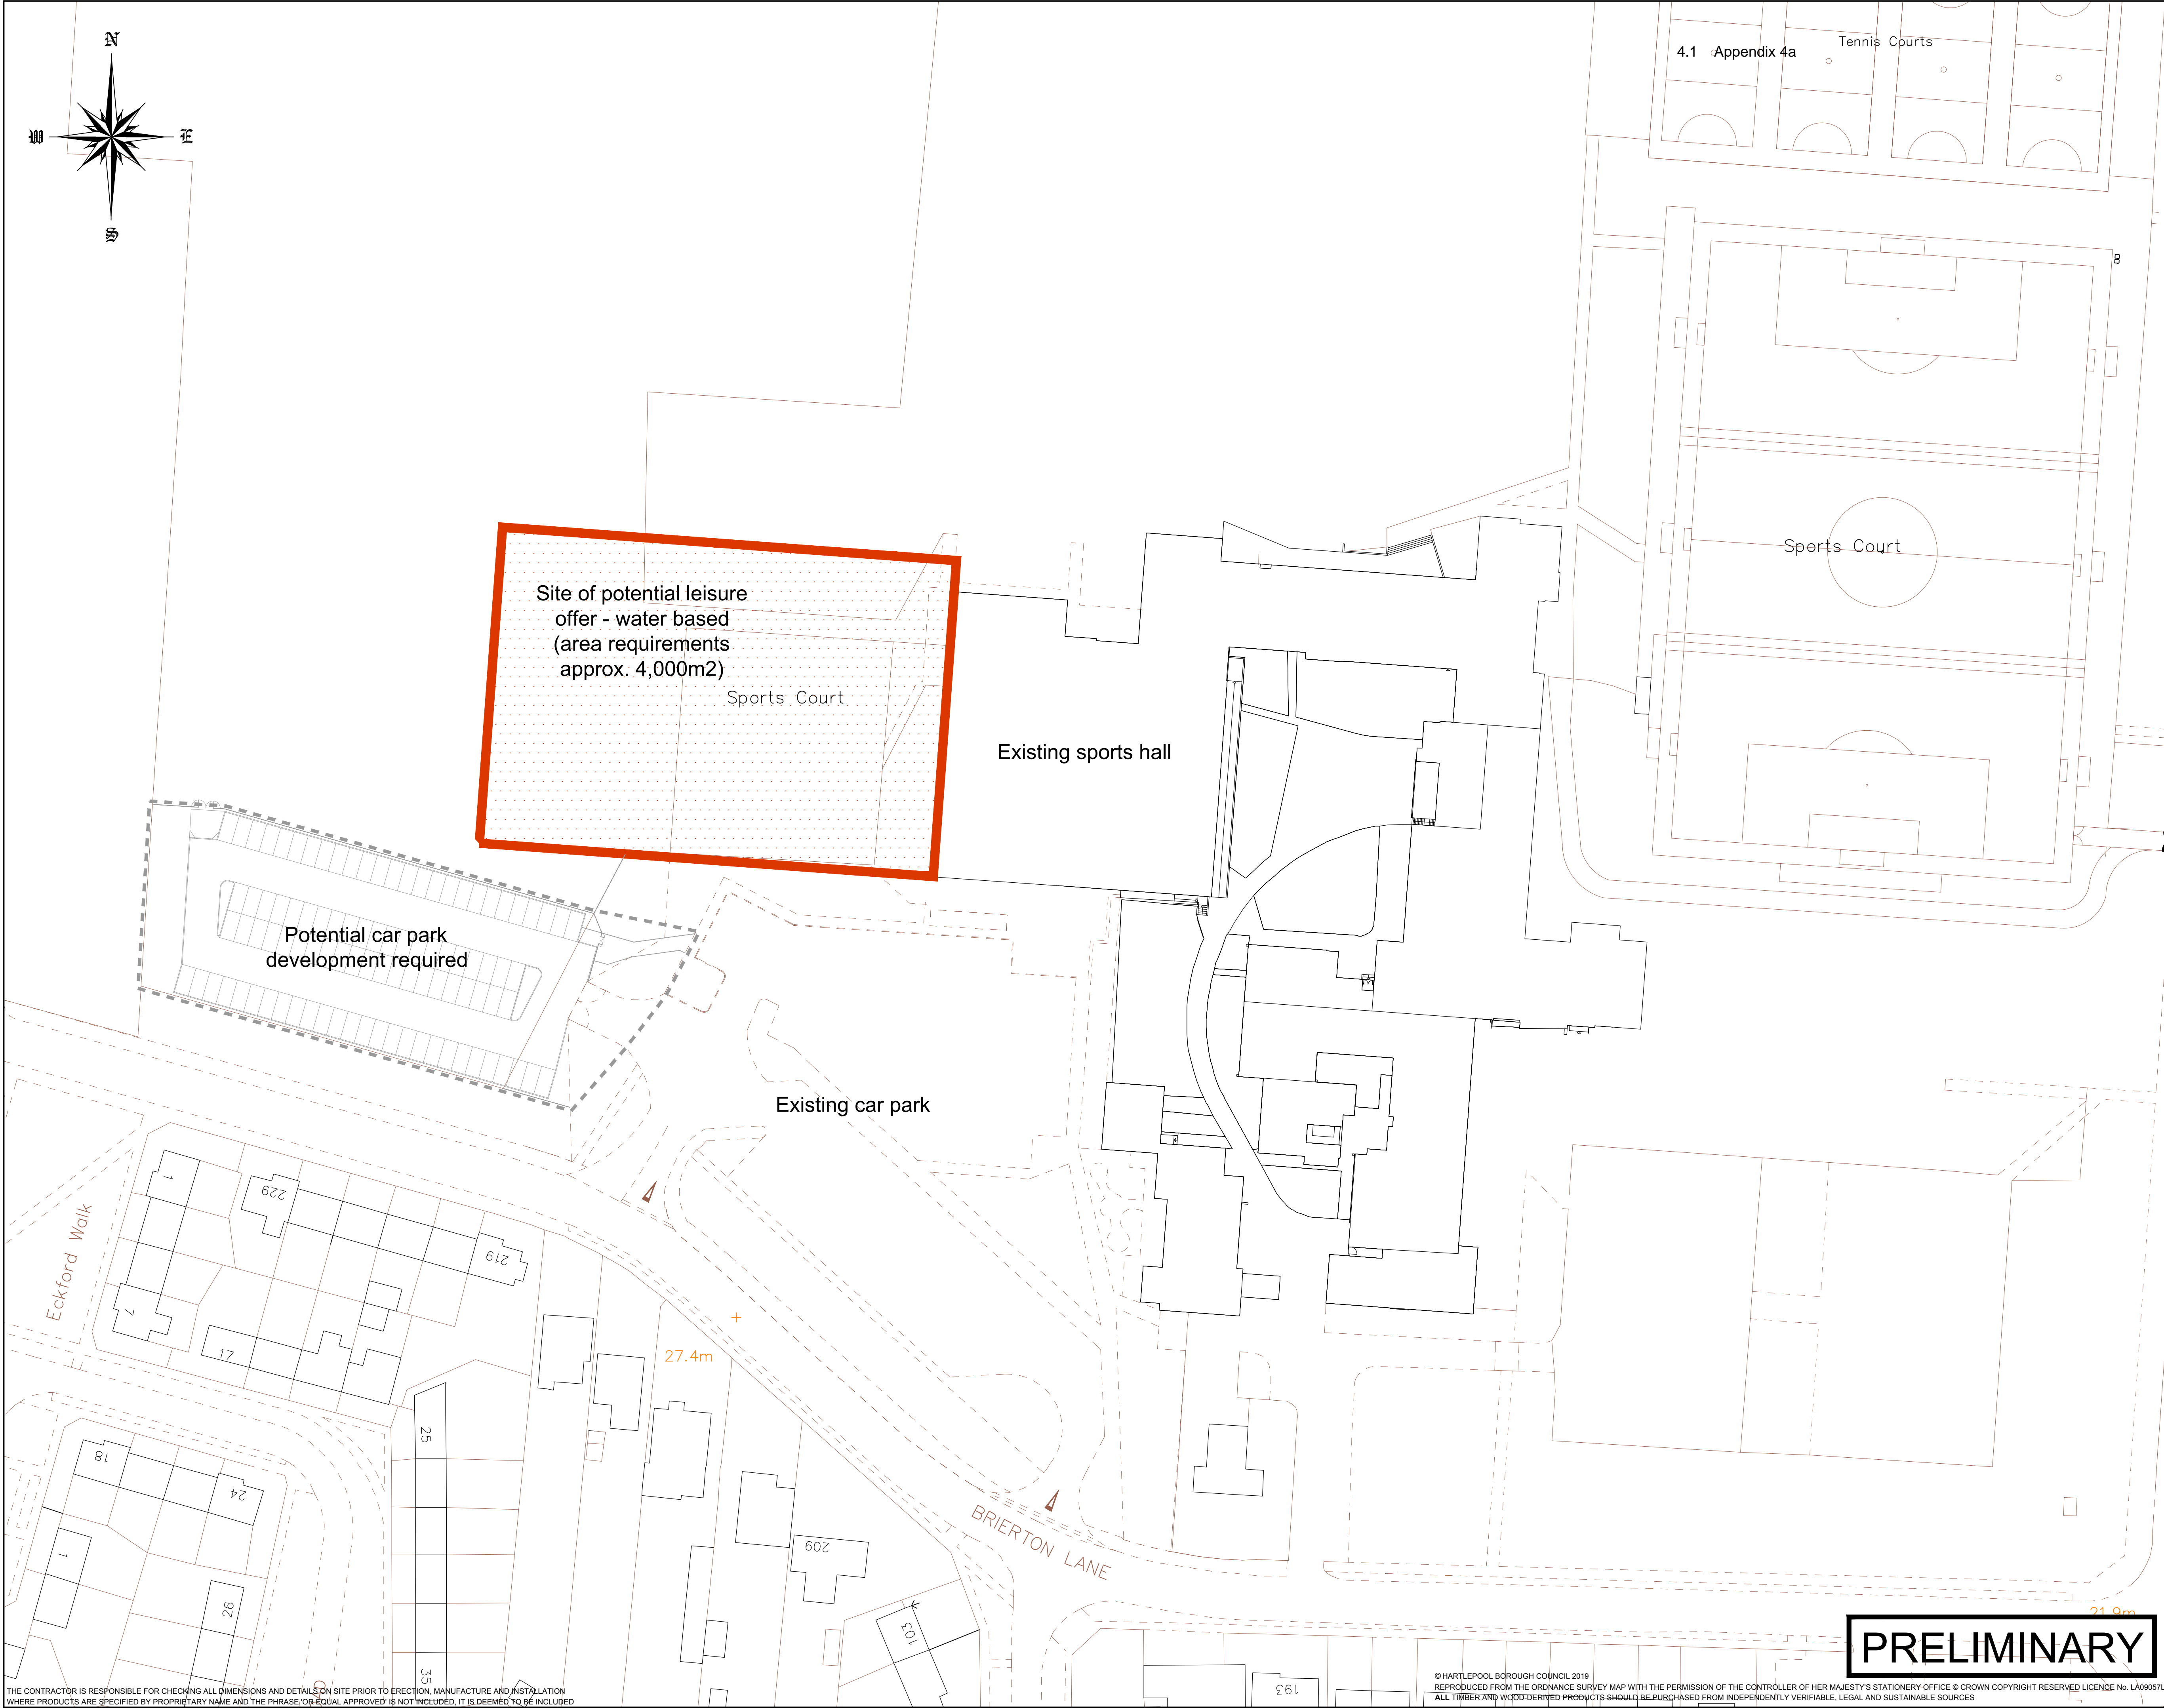 N
4.1 Appendix 4a
Tennis Courts
W
E
S
Sports Court
Site of potential leisure
offer - water based
(area requirements
approx. 4,000m2)
Sports Court
Existing sports hall
Potential car park
development required
Existing car park
Eckford Walk
1
229
219
7
17
27.4m
25
18
24
1
26
35
209
103
BRIERTON LANE
193
21.9m
PRELIMINARY
© HARTLEPOOL BOROUGH COUNCIL 2019
REPRODUCED FROM THE ORDNANCE SURVEY MAP WITH THE PERMISSION OF THE CONTROLLER OF HER MAJESTY'S STATIONERY OFFICE © CROWN COPYRIGHT RESERVED LICENCE No. LA09057L
ALL TIMBER AND WOOD-DERIVED PRODUCTS SHOULD BE PURCHASED FROM INDEPENDENTLY VERIFIABLE, LEGAL AND SUSTAINABLE SOURCES
THE CONTRACTOR IS RESPONSIBLE FOR CHECKING ALL DIMENSIONS AND DETAILS ON SITE PRIOR TO ERECTION, MANUFACTURE AND INSTALLATION
WHERE PRODUCTS ARE SPECIFIED BY PROPRIETARY NAME AND THE PHRASE 'OR EQUAL APPROVED' IS NOT INCLUDED, IT IS DEEMED TO BE INCLUDED